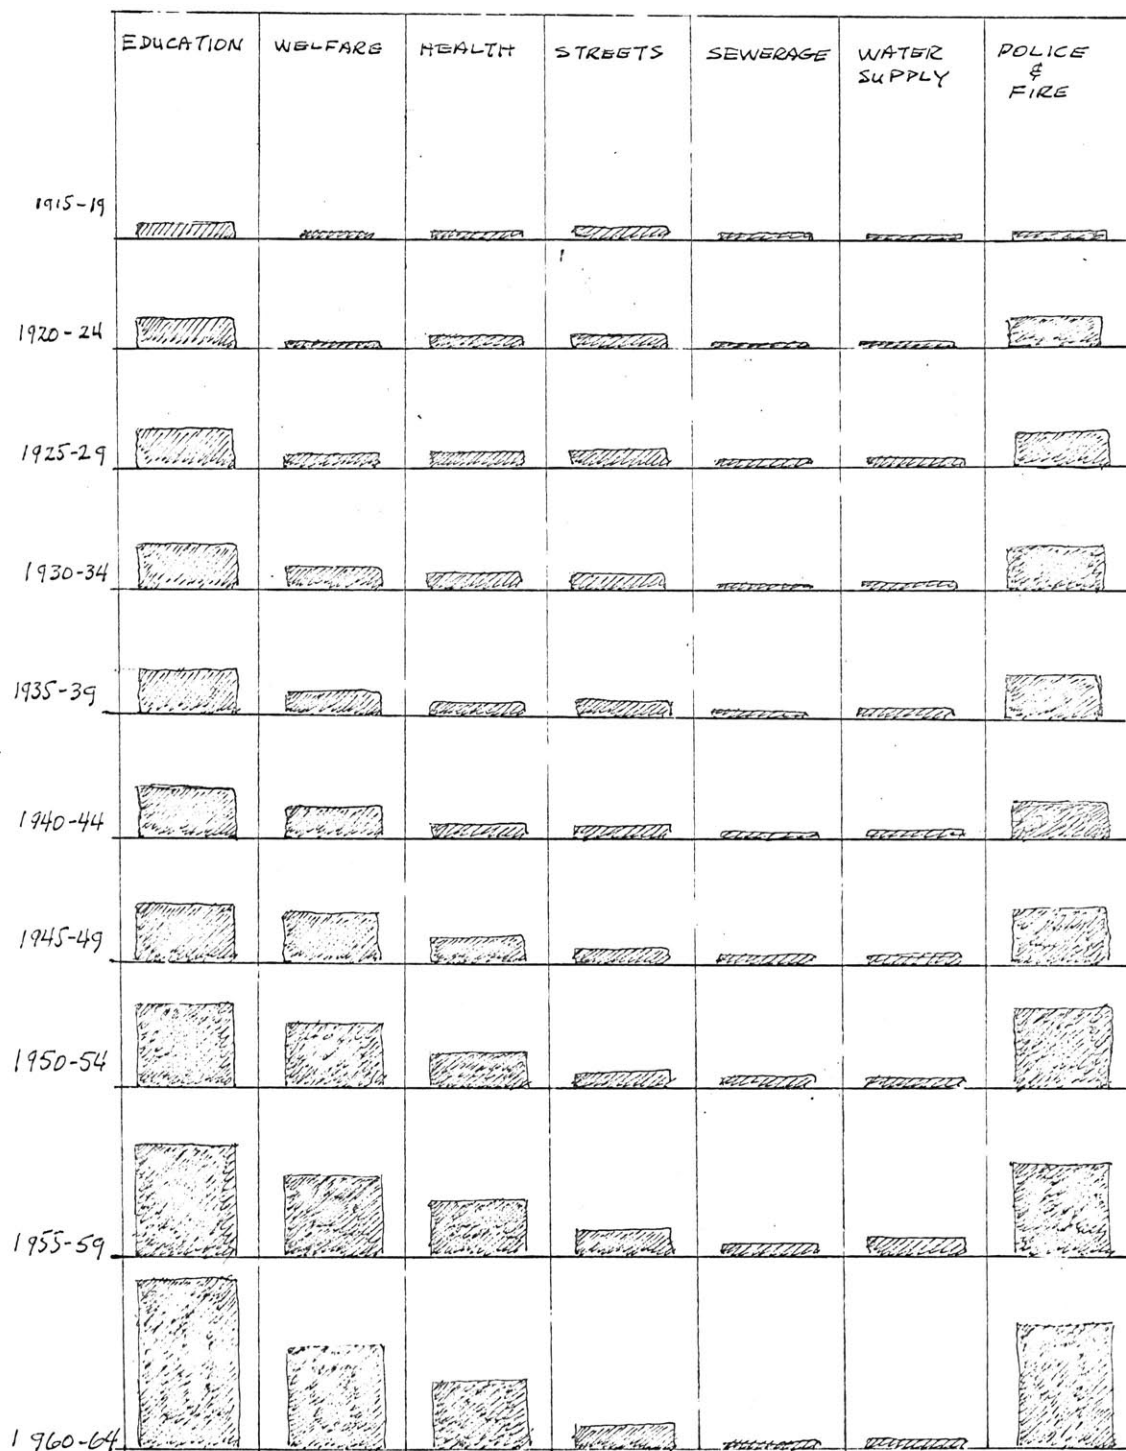 EDUCATION
WELFARE
HEALTH
STREETS
SEWERAGE
WATER
SUPPLY
POLICE
&
FIRE
1915-19
1920-24
1925-29
1930-34
1935-39
1940-44
1945-49
1950-54
1955-59
1960-64